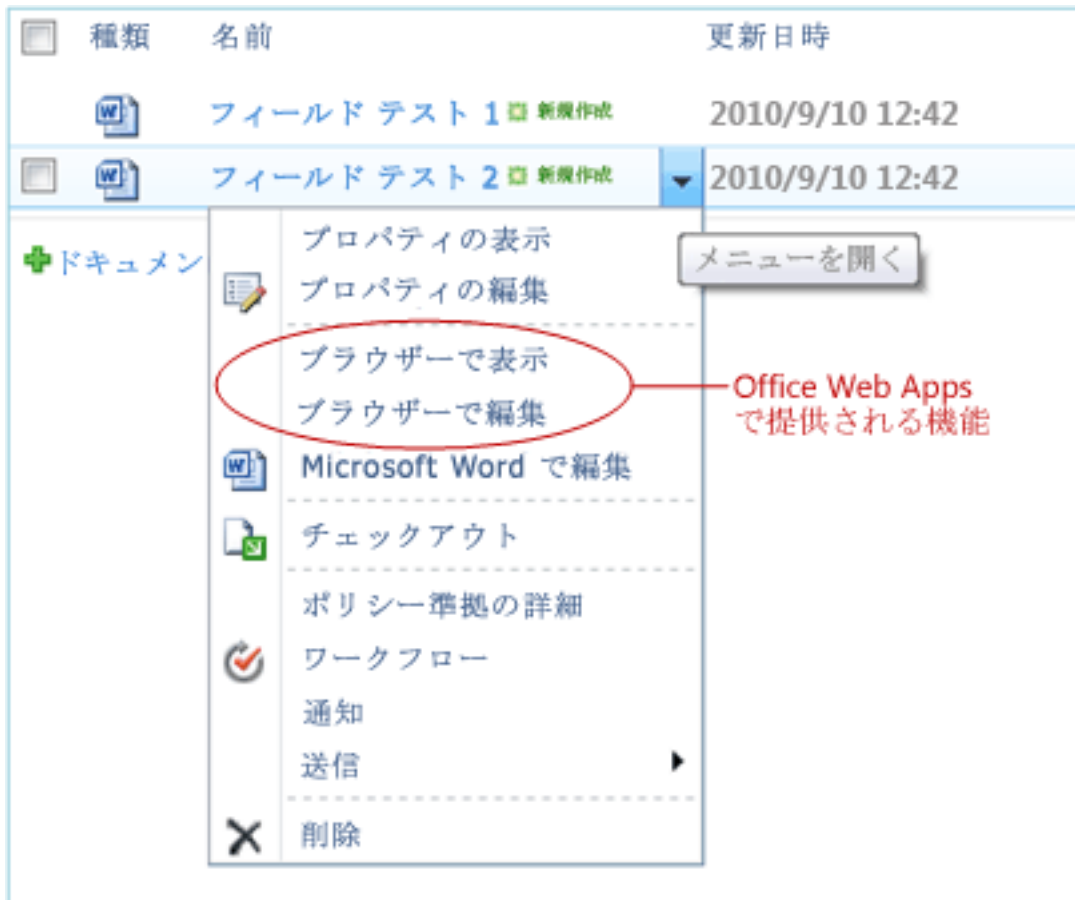 種類 名前 更新日時
フィールド テスト 1 新規作成 2010/9/10 12:42
フィールド テスト 2 新規作成 2010/9/10 12:42
ドキュメン
メニューを開く
プロパティの表示
プロパティの編集
ブラウザーで表示
ブラウザーで編集
Office Web Apps
で提供される機能
Microsoft Word で編集
チェックアウト
ポリシー準拠の詳細
ワークフロー
通知
送信
削除